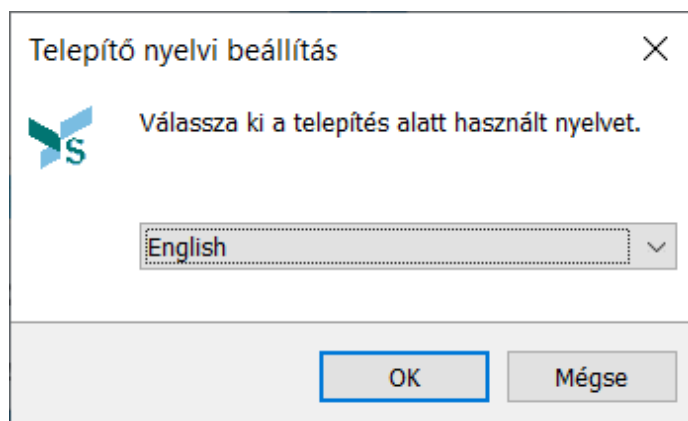 Telepítő nyelvi beállítás
S
Válassza ki a telepítés alatt használt nyelvet.
English
OK Mégse